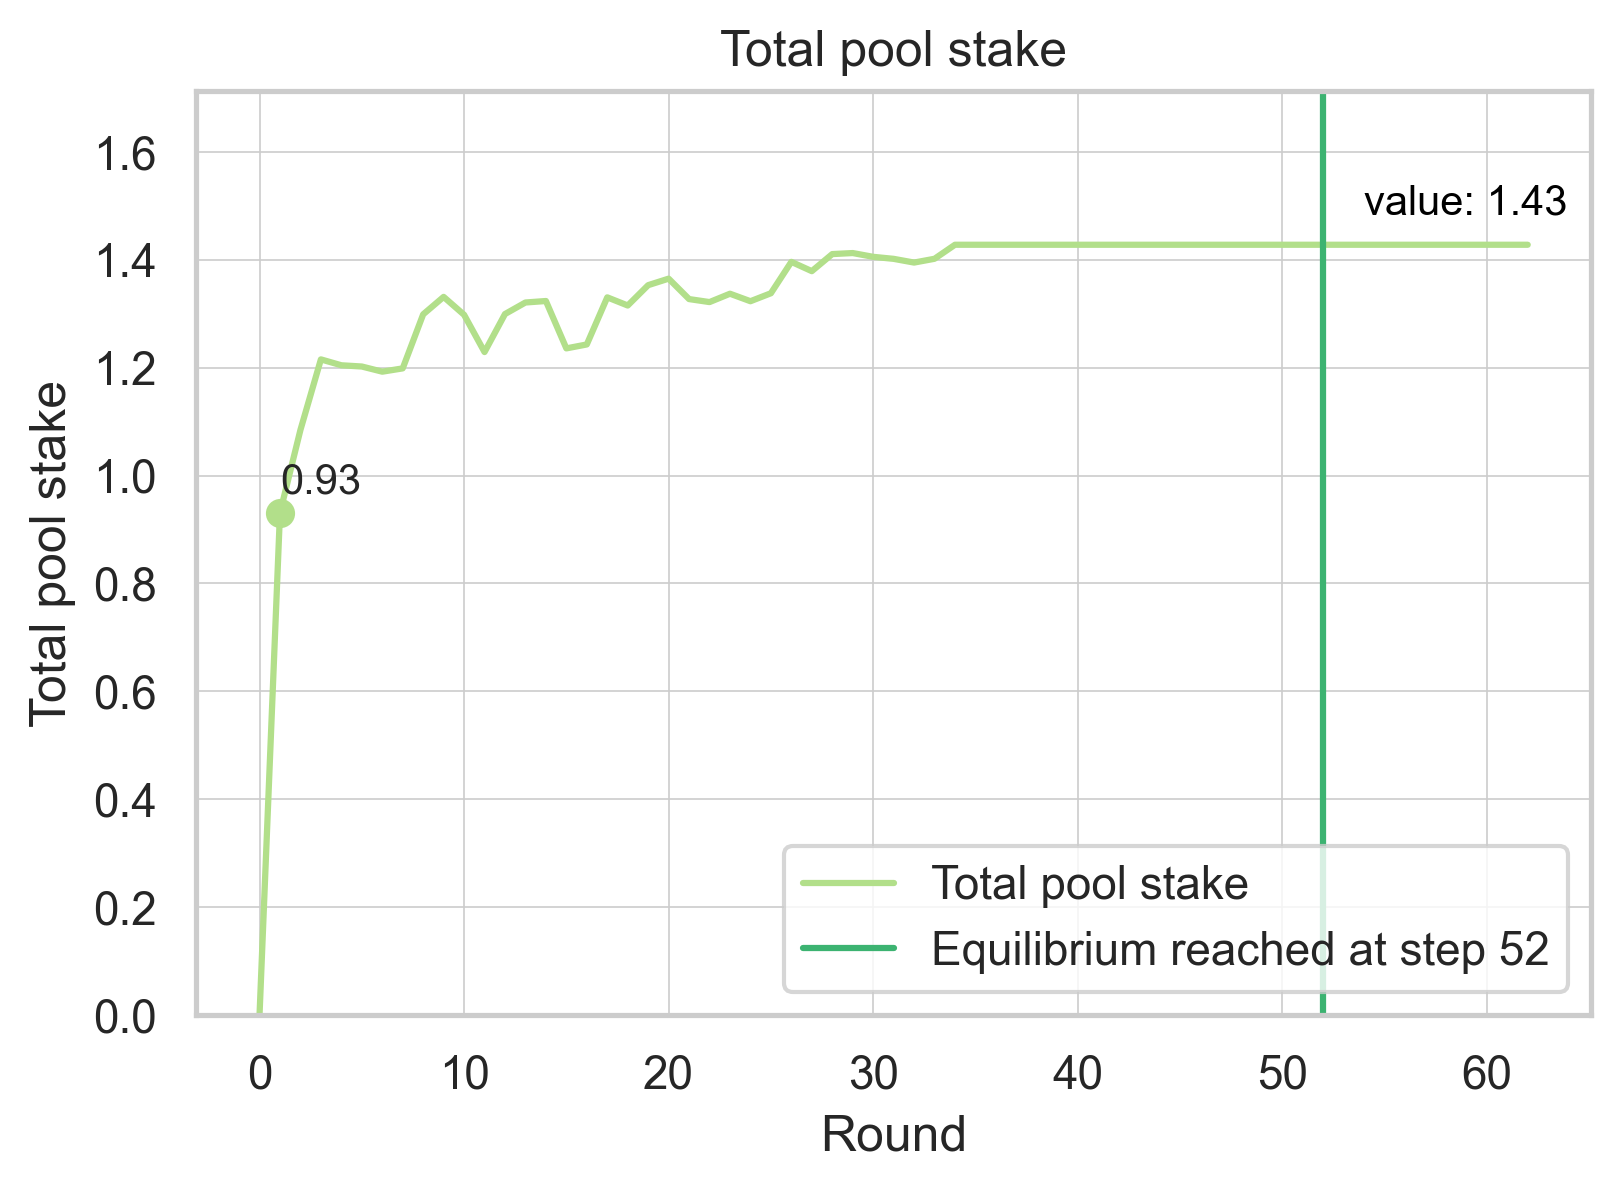 Total pool stake
1.6
1.4
1.2
1.0
0.8
0.6
0.4
0.2
0.0
Total pool stake
value: 1.43
0.93
Total pool stake
Equilibrium reached at step 52
0 10 20 30 40 50 60
Round